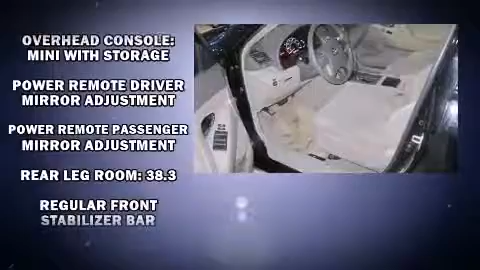 OVERHEAD CONSOLE:
MINI WITH STORAGE
POWER REMOTE DRIVER
MIRROR ADJUSTMENT
POWER REMOTE PASSENGER
MIRROR ADJUSTMENT
REAR LEG ROOM: 38.3
REGULAR FRONT
STABILIZER BAR